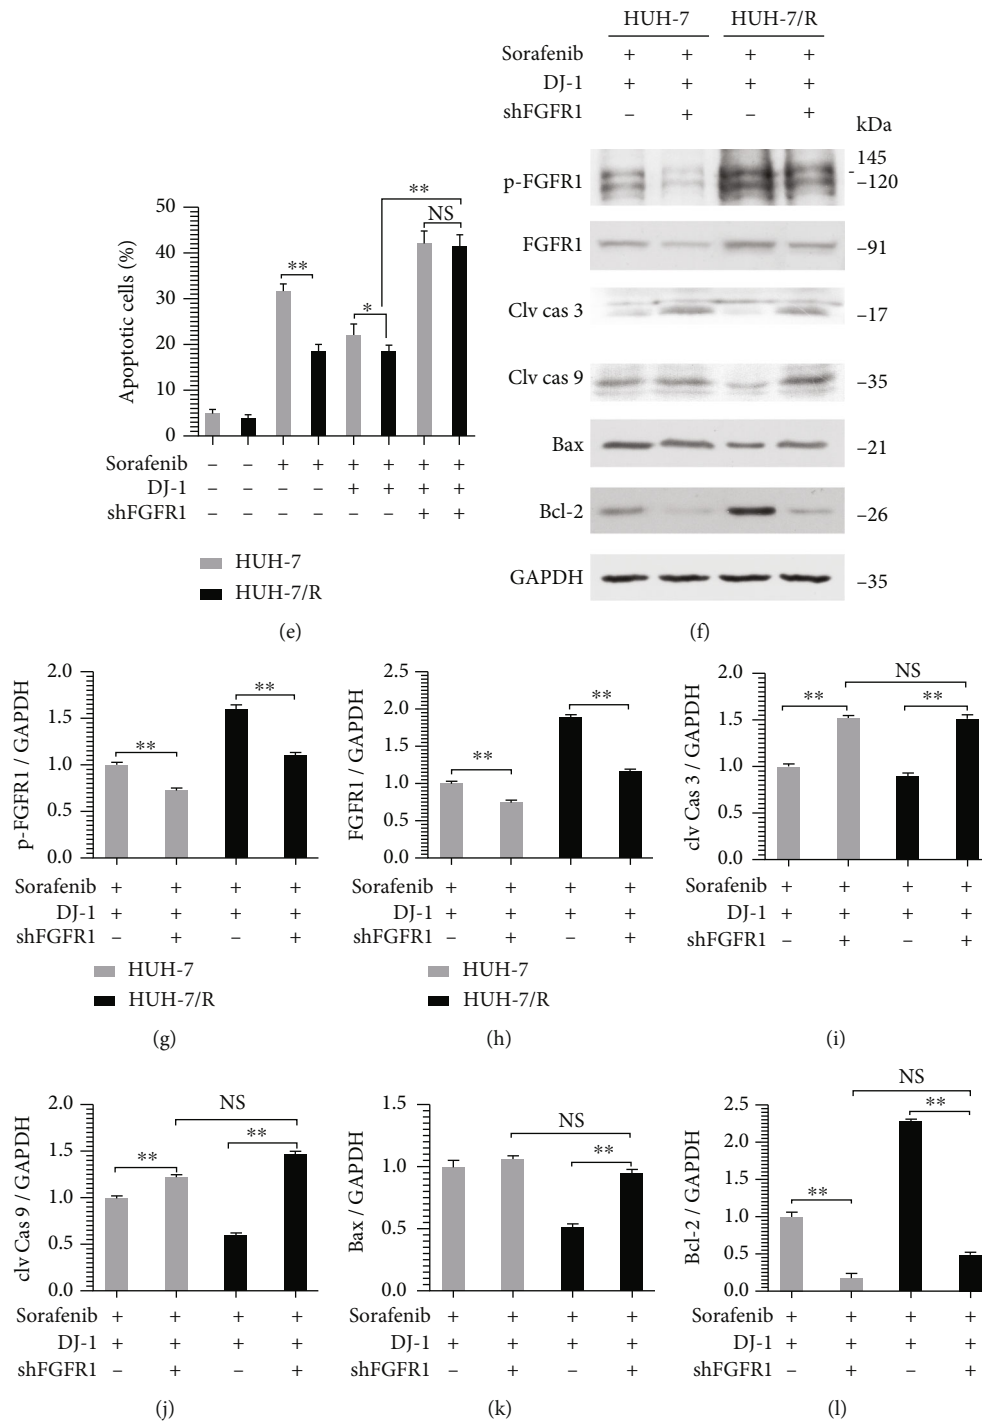 HUH-7 HUH-7/R
Sorafenib + + + +
DJ-1 + + + +
shFGFR1 – + – +
kDa
p-FGFR1
145
–120
FGFR1 –91
Clv cas 3 –17
Clv cas 9 –35
Bax –21
Bcl-2 –26
GAPDH –35
(f)
Apoptotic cells (%)
50
40
30
20
10
0
**
*
**
NS
Sorafenib – – + + + + + +
DJ-1 – – – – + + + +
shFGFR1 – – – – – – + +
HUH-7
HUH-7/R
(e)
p-FGFR1 / GAPDH
2.0
1.5
1.0
0.5
0.0
**
**
Sorafenib + + + +
DJ-1 + + + +
shFGFR1 – + – +
HUH-7
HUH-7/R
(g)
FGFR1 / GAPDH
2.5
2.0
1.5
1.0
0.5
0.0
**
**
Sorafenib + + + +
DJ-1 + + + +
shFGFR1 – + – +
HUH-7
HUH-7/R
(h)
clv Cas 3 / GAPDH
2.0
1.5
1.0
0.5
0.0
NS
**
**
Sorafenib + + + +
DJ-1 + + + +
shFGFR1 – + – +
(i)
clv Cas 9 / GAPDH
2.0
1.5
1.0
0.5
0.0
NS
**
**
Sorafenib + + + +
DJ-1 + + + +
shFGFR1 – + – +
(j)
Bax / GAPDH
1.5
1.0
0.5
0.0
NS
**
Sorafenib + + + +
DJ-1 + + + +
shFGFR1 – + – +
(k)
Bcl-2 / GAPDH
2.5
2.0
1.0
0.5
0.0
NS
**
**
Sorafenib + + + +
DJ-1 + + + +
shFGFR1 – + – +
(l)